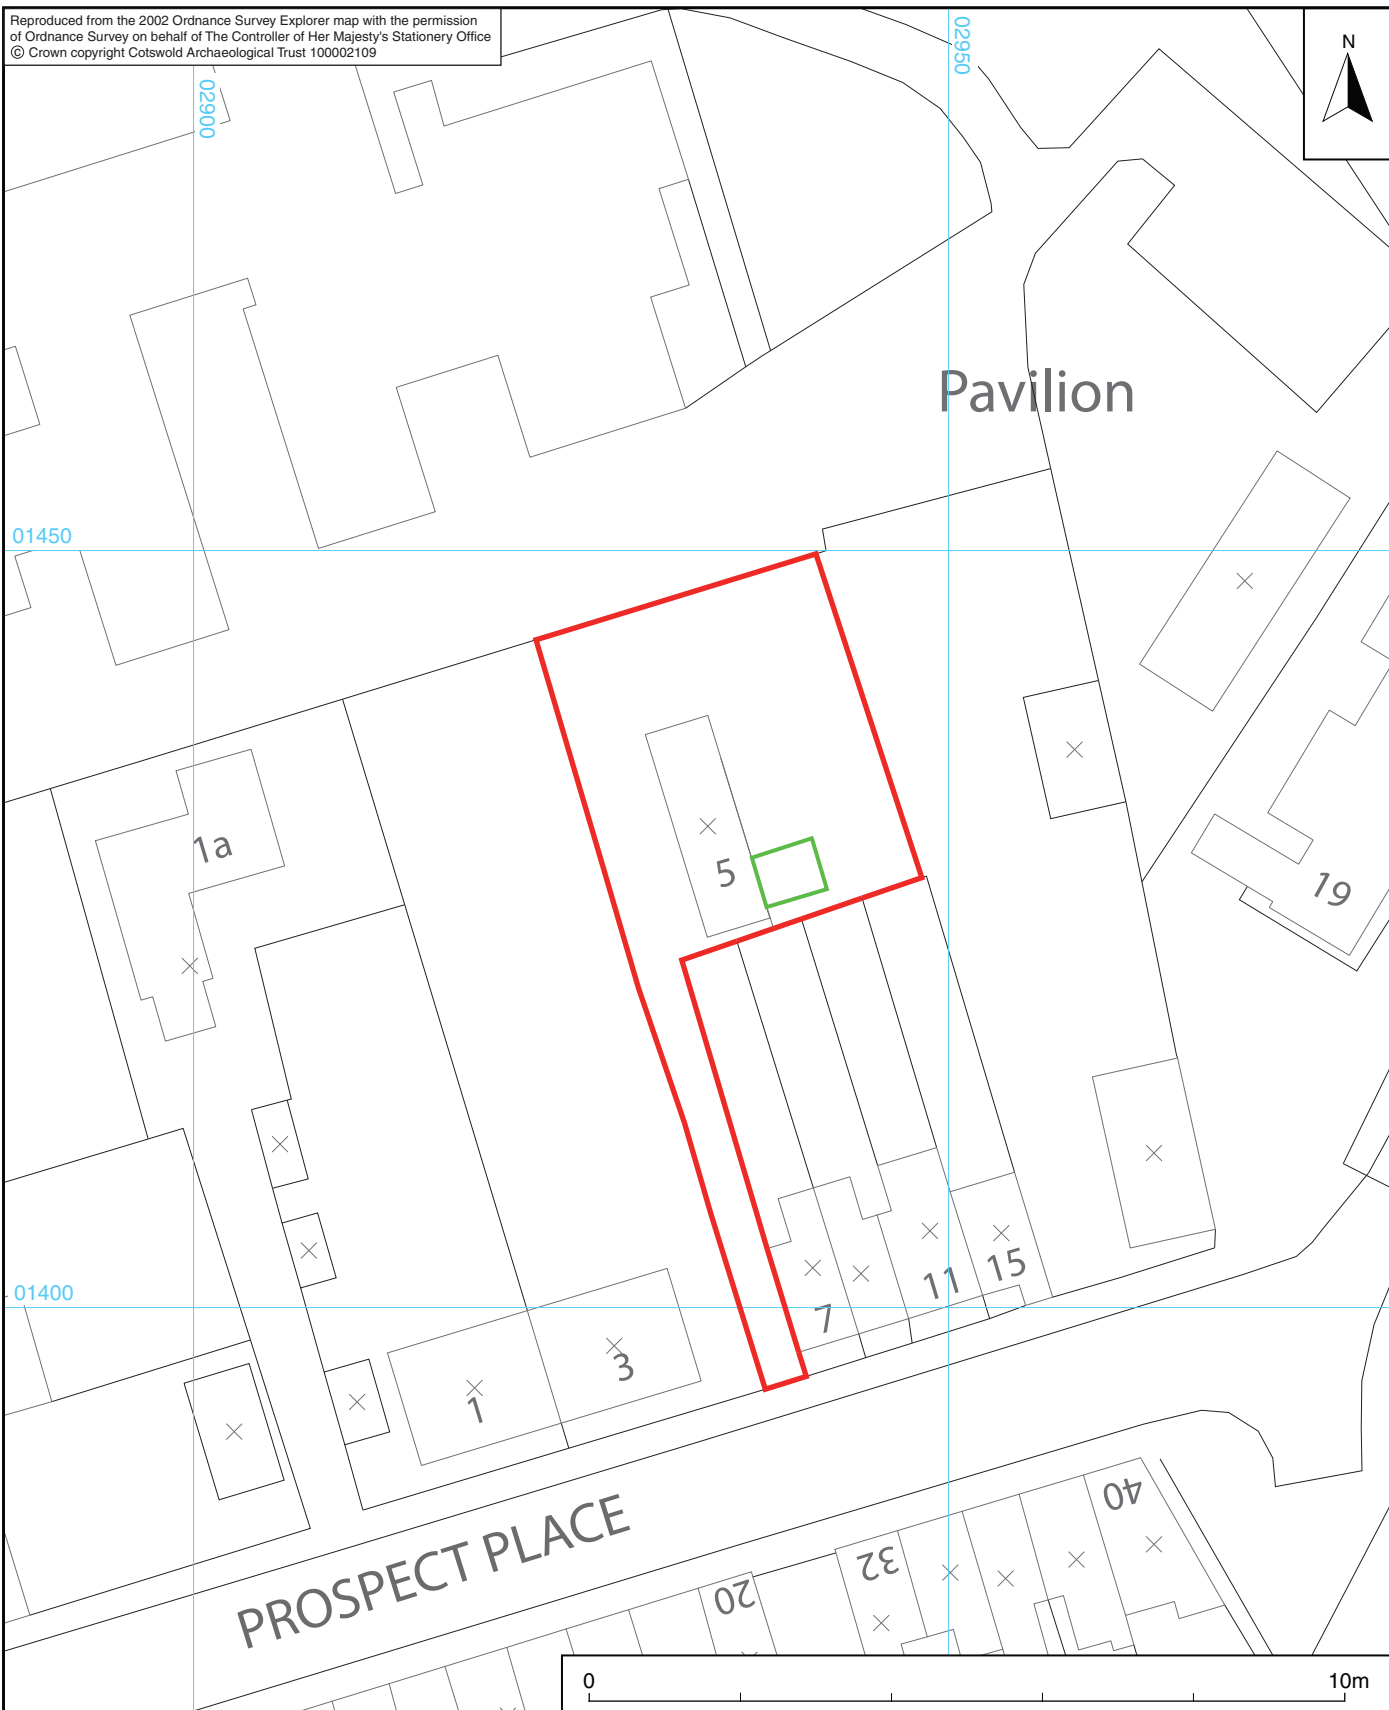 Reproduced from the 2002 Ordnance Survey Explorer map with the permission
of Ordnance Survey on behalf of The Controller of Her Majesty's Stationery Office
© Crown copyright Cotswold Archaeological Trust 100002109
N
02900
02950
Pavilion
01450
1a
5
19
01400
7
11
15
3
1
PROSPECT PLACE
40
32
20
0
10m